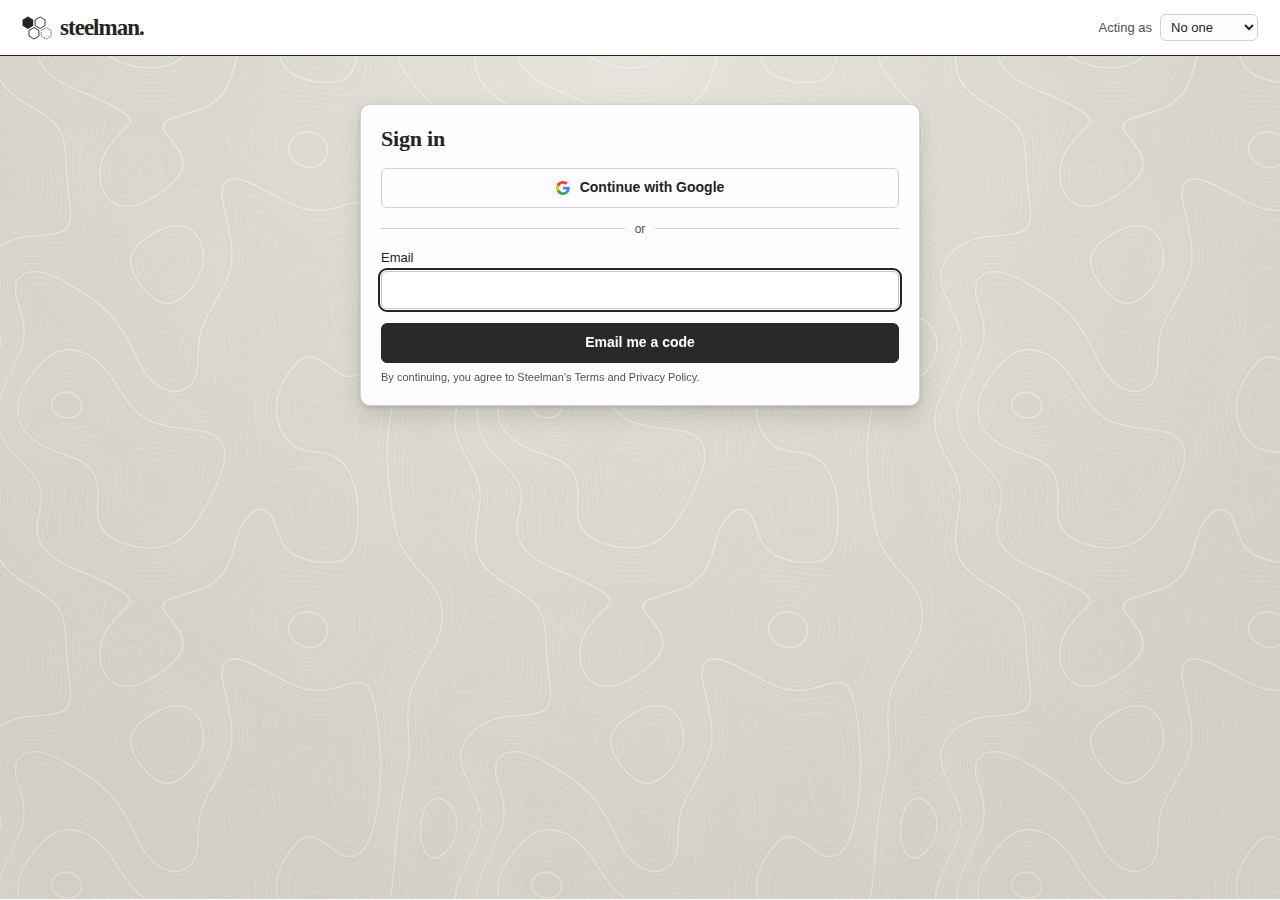 steelman.
Acting as No one
Sign in
Continue with Google
or
Email
Email me a code
By continuing, you agree to Steelman's Terms and Privacy Policy.